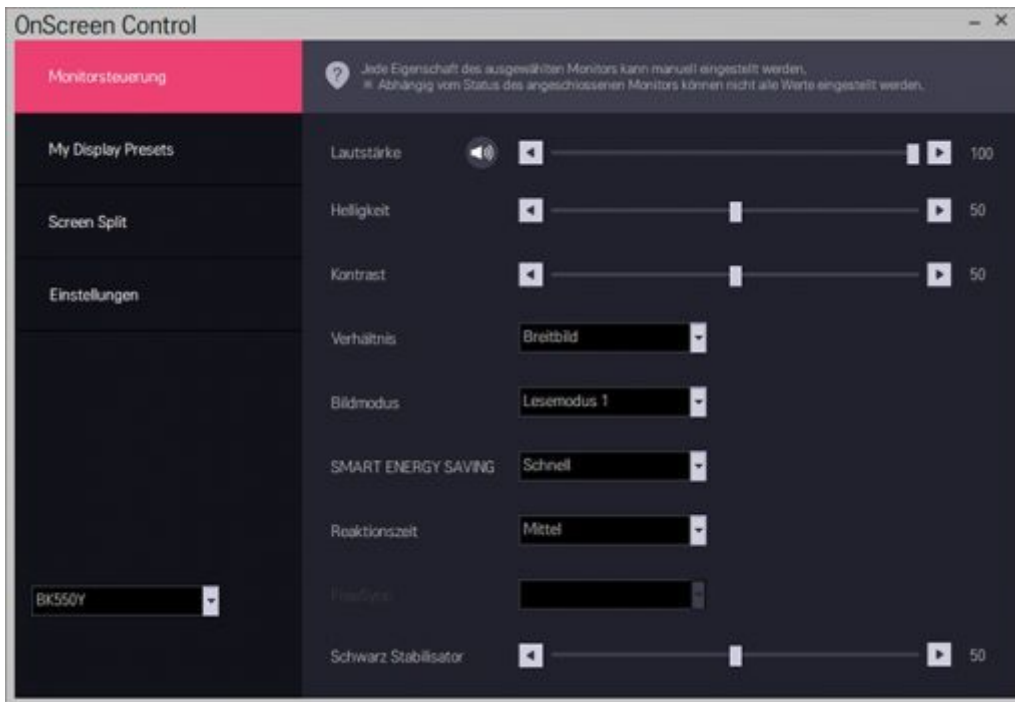 OnScreen Control
Monitorsteuerung
Jede Eigenschaft des ausgewählten Monitors kann manuell eingestellt werden.
※ Abhängig vom Status des angeschlossenen Monitors können nicht alle Werte eingestellt werden.
My Display Presets
Screen Split
Einstellungen
BK550Y
Lautstärke 100
Helligkeit 50
Kontrast 50
Verhältnis Breitbild
Bildmodus Lesemodus 1
SMART ENERGY SAVING Schnell
Reaktionszeit Mittel
FreeSync
Schwarz Stabilisator 50